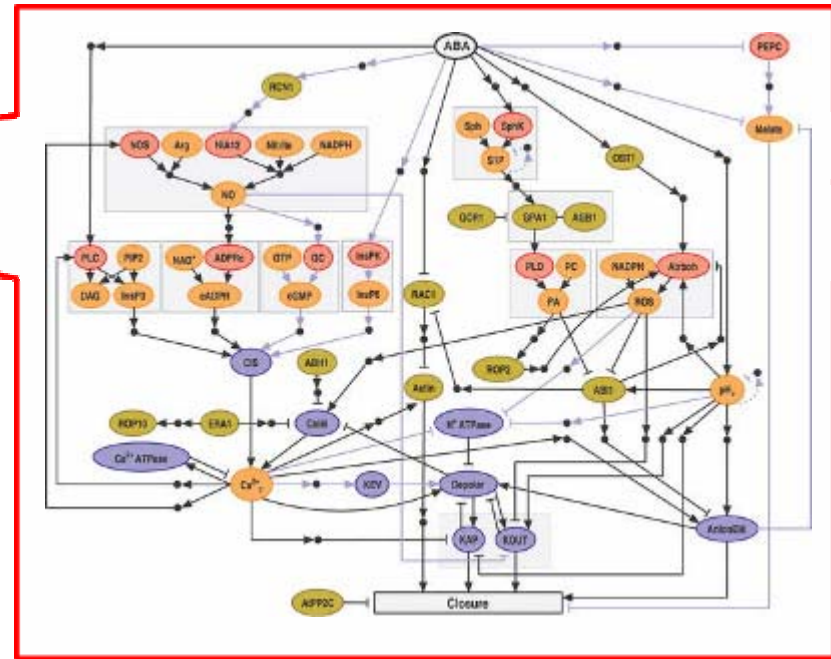 ABA
PEPC
RCN1
Malate
NOS Arg NIA12 Nitrite NADPH
Sph SphK
OST1
S1P
NO
GCR1 GPA1 AGB1
PLC PIP2 NAD+ ADPRc GTP GC InsPK
PLD PC NADPH Atrboh
DAG InsP3 cADPR cGMP InsP6
RAC1
PA ROS
CIS ABH1
ROP2
Actin
ABI1
pHc
ROP10 ERA1 CaIM
H+ ATPase
Ca2+ ATPase
Ca2+c
KEV
Depolar
KAP KOUT
AnionEM
AtPP2C
Closure